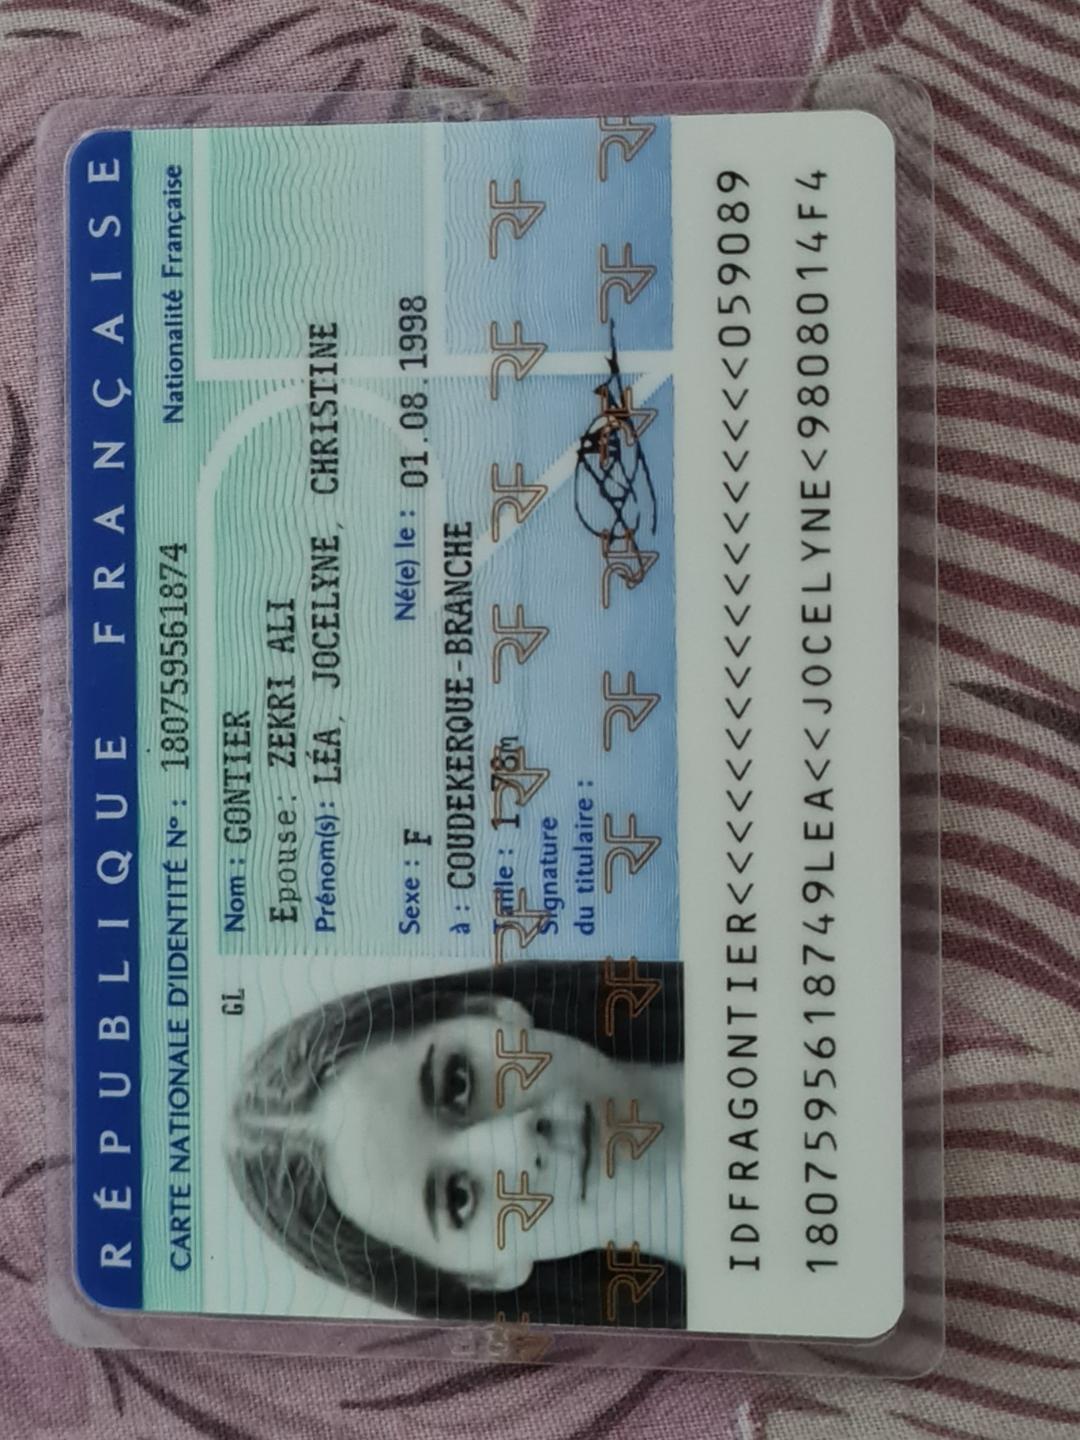 RÉPUBLIQUE FRANÇAISE
CARTE NATIONALE D'IDENTITÉ N° : 180759561874 Nationalité Française
GL
Nom : GONTIER
Epouse: ZEKRI ALI
Prénom(s) : LÉA, JOCELYNE, CHRISTINE
Sexe : F Né(e) le : 01.08.1998
à : COUDEKERQUE-BRANCHE
Taille : 1,78m
Signature
du titulaire :
IDFRAGONTIER<<<<<<<<<<<<<<<<<<059089
1807595618749LEA<<JOCELYNE<9808014F4